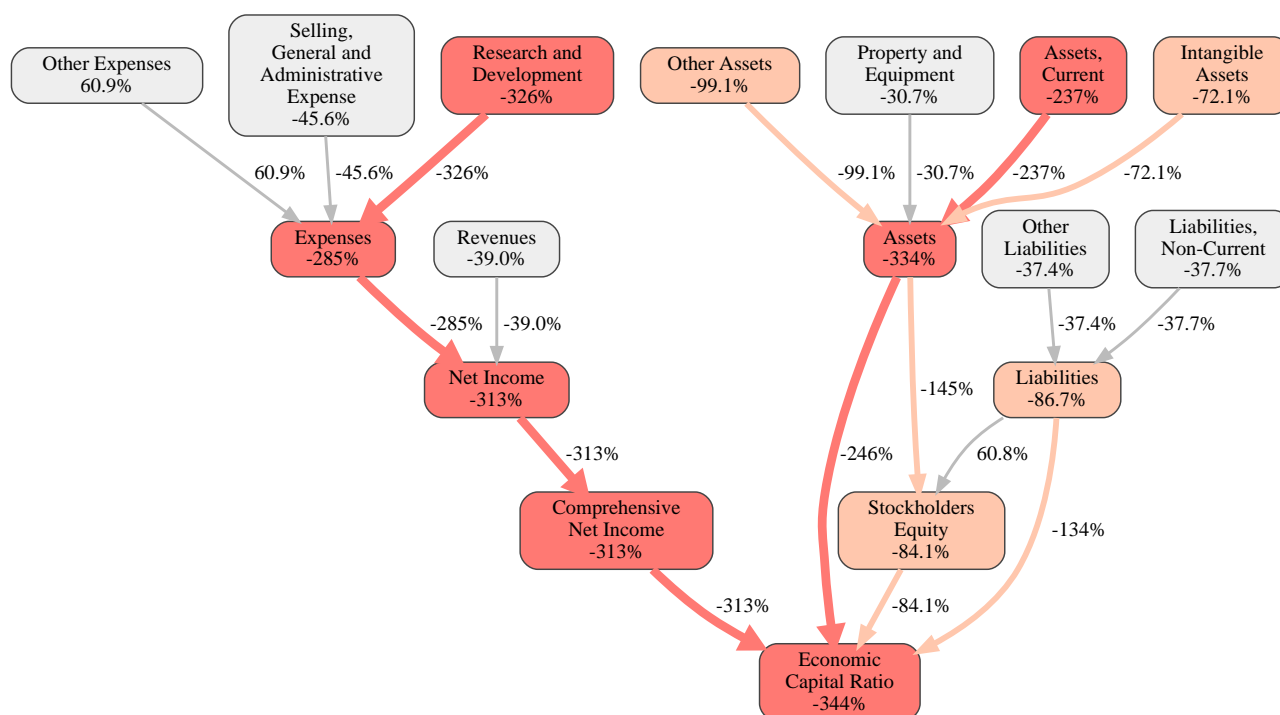 Other Expenses
60.9%
Selling,
General and
Administrative
Expense
-45.6%
Research and
Development
-326%
Other Assets
-99.1%
Property and
Equipment
-30.7%
Assets,
Current
-237%
Intangible
Assets
-72.1%
60.9%
-45.6%
-326%
-99.1%
-30.7%
-237%
-72.1%
Expenses
-285%
Revenues
-39.0%
Assets
-334%
Other
Liabilities
-37.4%
Liabilities,
Non-Current
-37.7%
-285%
-39.0%
-37.4%
-37.7%
Net Income
-313%
-145%
Liabilities
-86.7%
-313%
-246%
60.8%
Comprehensive
Net Income
-313%
Stockholders
Equity
-84.1%
-134%
-313%
-84.1%
Economic
Capital Ratio
-344%